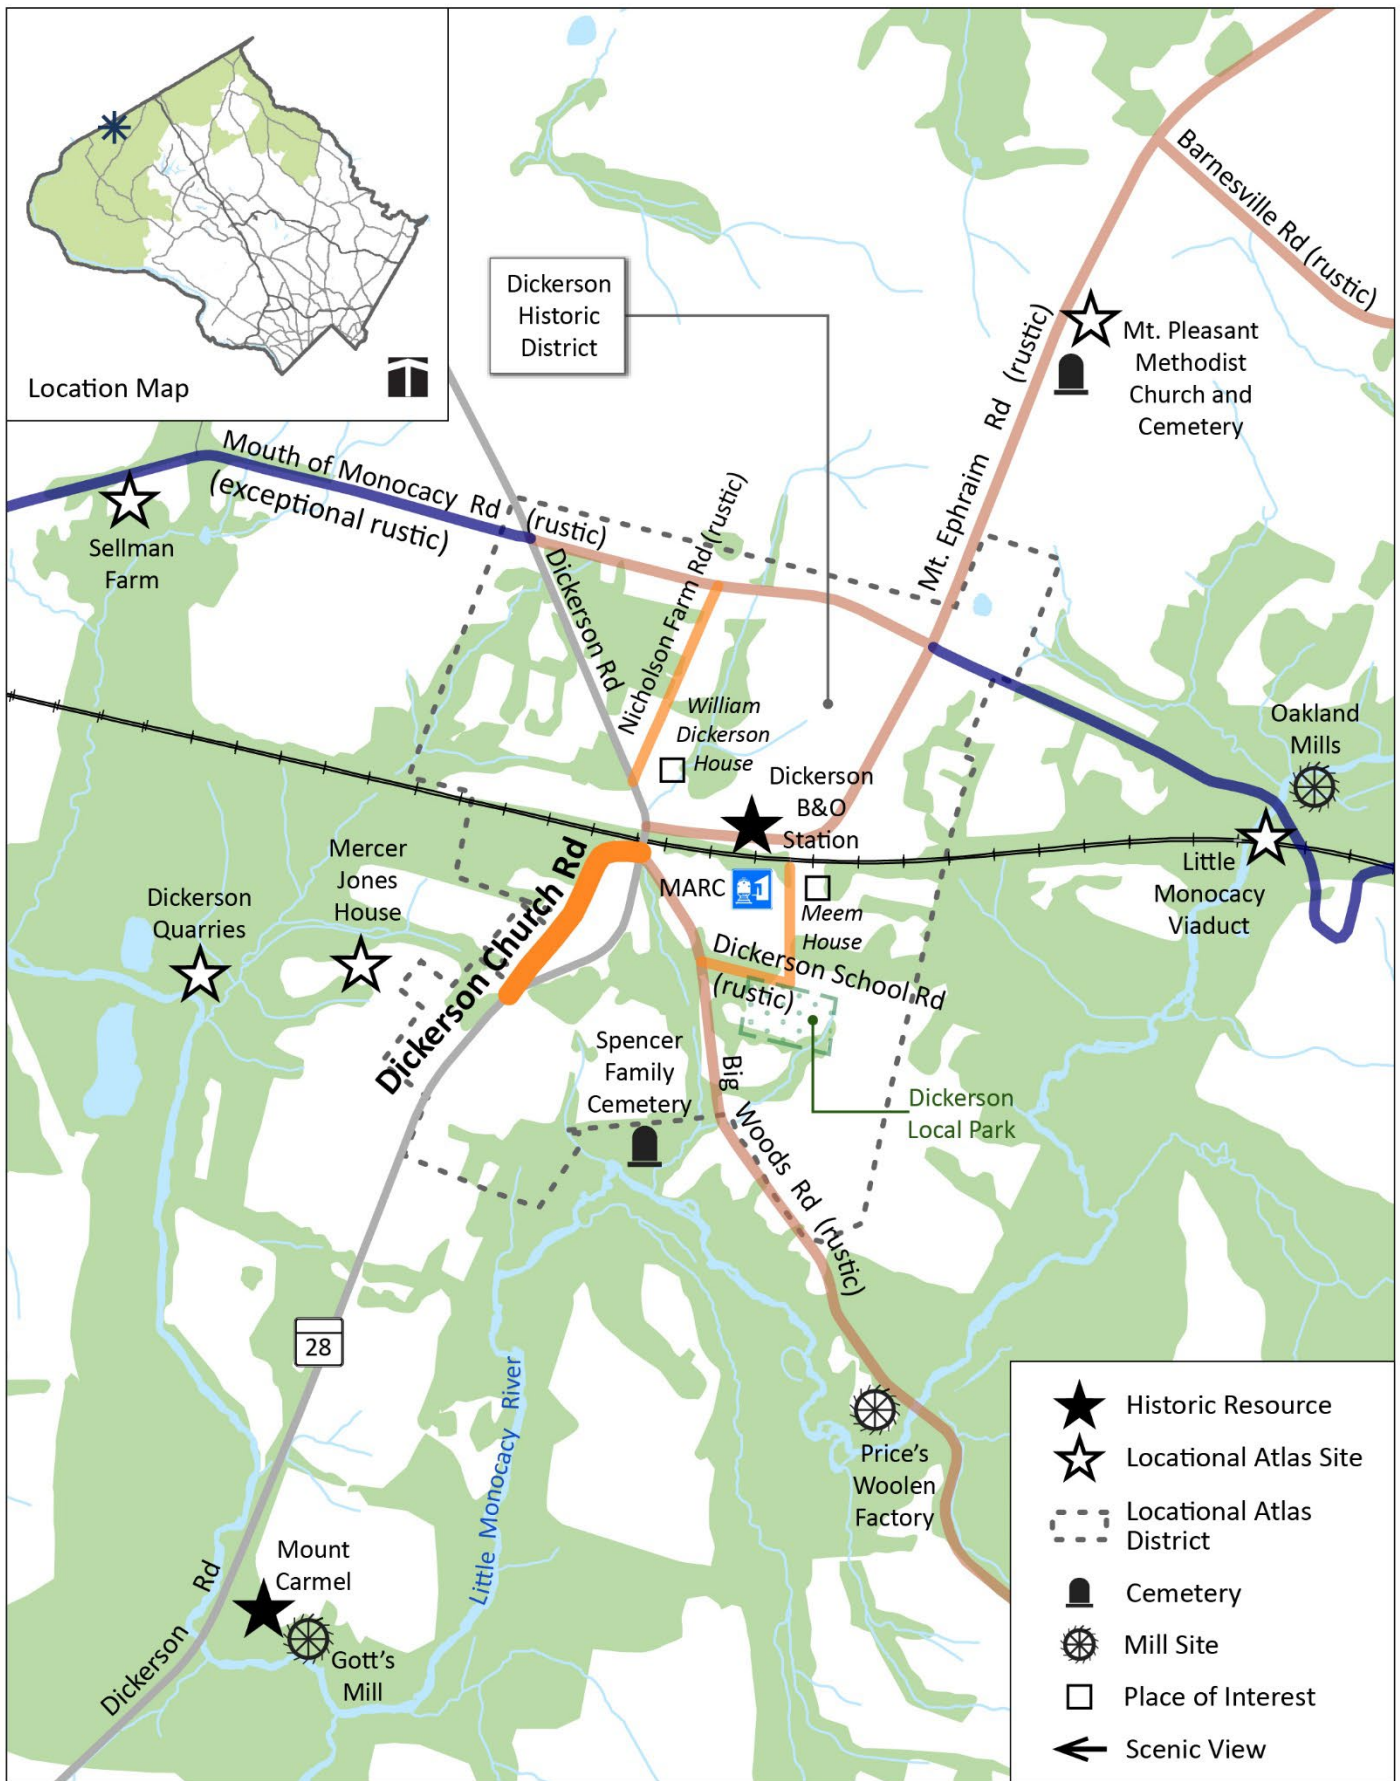 Location Map
Barnesville Rd (rustic)
Dickerson
Historic
District
Mt. Ephraim Rd (rustic)
Mt. Pleasant
Methodist
Church and
Cemetery
Mouth of Monocacy Rd (rustic)
(exceptional rustic)
Sellman
Farm
Dickerson Rd
Nicholson Farm Rd (rustic)
William
Dickerson
House
Oakland
Mills
Dickerson
B&O
Station
Mercer
Jones
House
Dickerson
Quarries
Dickerson Church Rd
MARC
Meem
House
Little
Monocacy
Viaduct
Dickerson School Rd
(rustic)
Spencer
Family
Cemetery
Big Woods Rd (rustic)
Dickerson
Local Park
28
Little Monocacy River
Price's
Woolen
Factory
Mount
Carmel
Gott's
Mill
Dickerson Rd
Historic Resource
Locational Atlas Site
Locational Atlas
District
Cemetery
Mill Site
Place of Interest
Scenic View